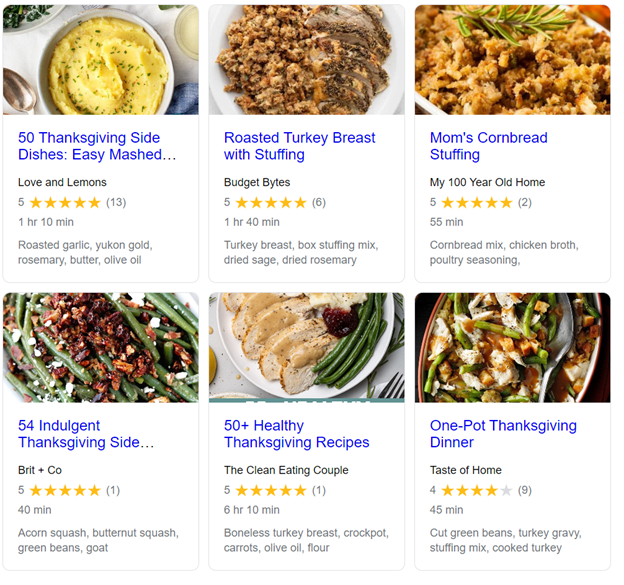 50 Thanksgiving Side
Dishes: Easy Mashed...
Love and Lemons
5 ★★★★★ (13)
1 hr 10 min
Roasted garlic, yukon gold,
rosemary, butter, olive oil
Roasted Turkey Breast
with Stuffing
Budget Bytes
5 ★★★★★ (6)
1 hr 40 min
Turkey breast, box stuffing mix,
dried sage, dried rosemary
Mom's Cornbread
Stuffing
My 100 Year Old Home
5 ★★★★★ (2)
55 min
Cornbread mix, chicken broth,
poultry seasoning,
54 Indulgent
Thanksgiving Side...
Brit + Co
5 ★★★★★ (1)
40 min
Acorn squash, butternut squash,
green beans, goat
50+ Healthy
Thanksgiving Recipes
The Clean Eating Couple
5 ★★★★★ (1)
6 hr 10 min
Boneless turkey breast, crockpot,
carrots, olive oil, flour
One-Pot Thanksgiving
Dinner
Taste of Home
4 ★★★★★ (9)
45 min
Cut green beans, turkey gravy,
stuffing mix, cooked turkey